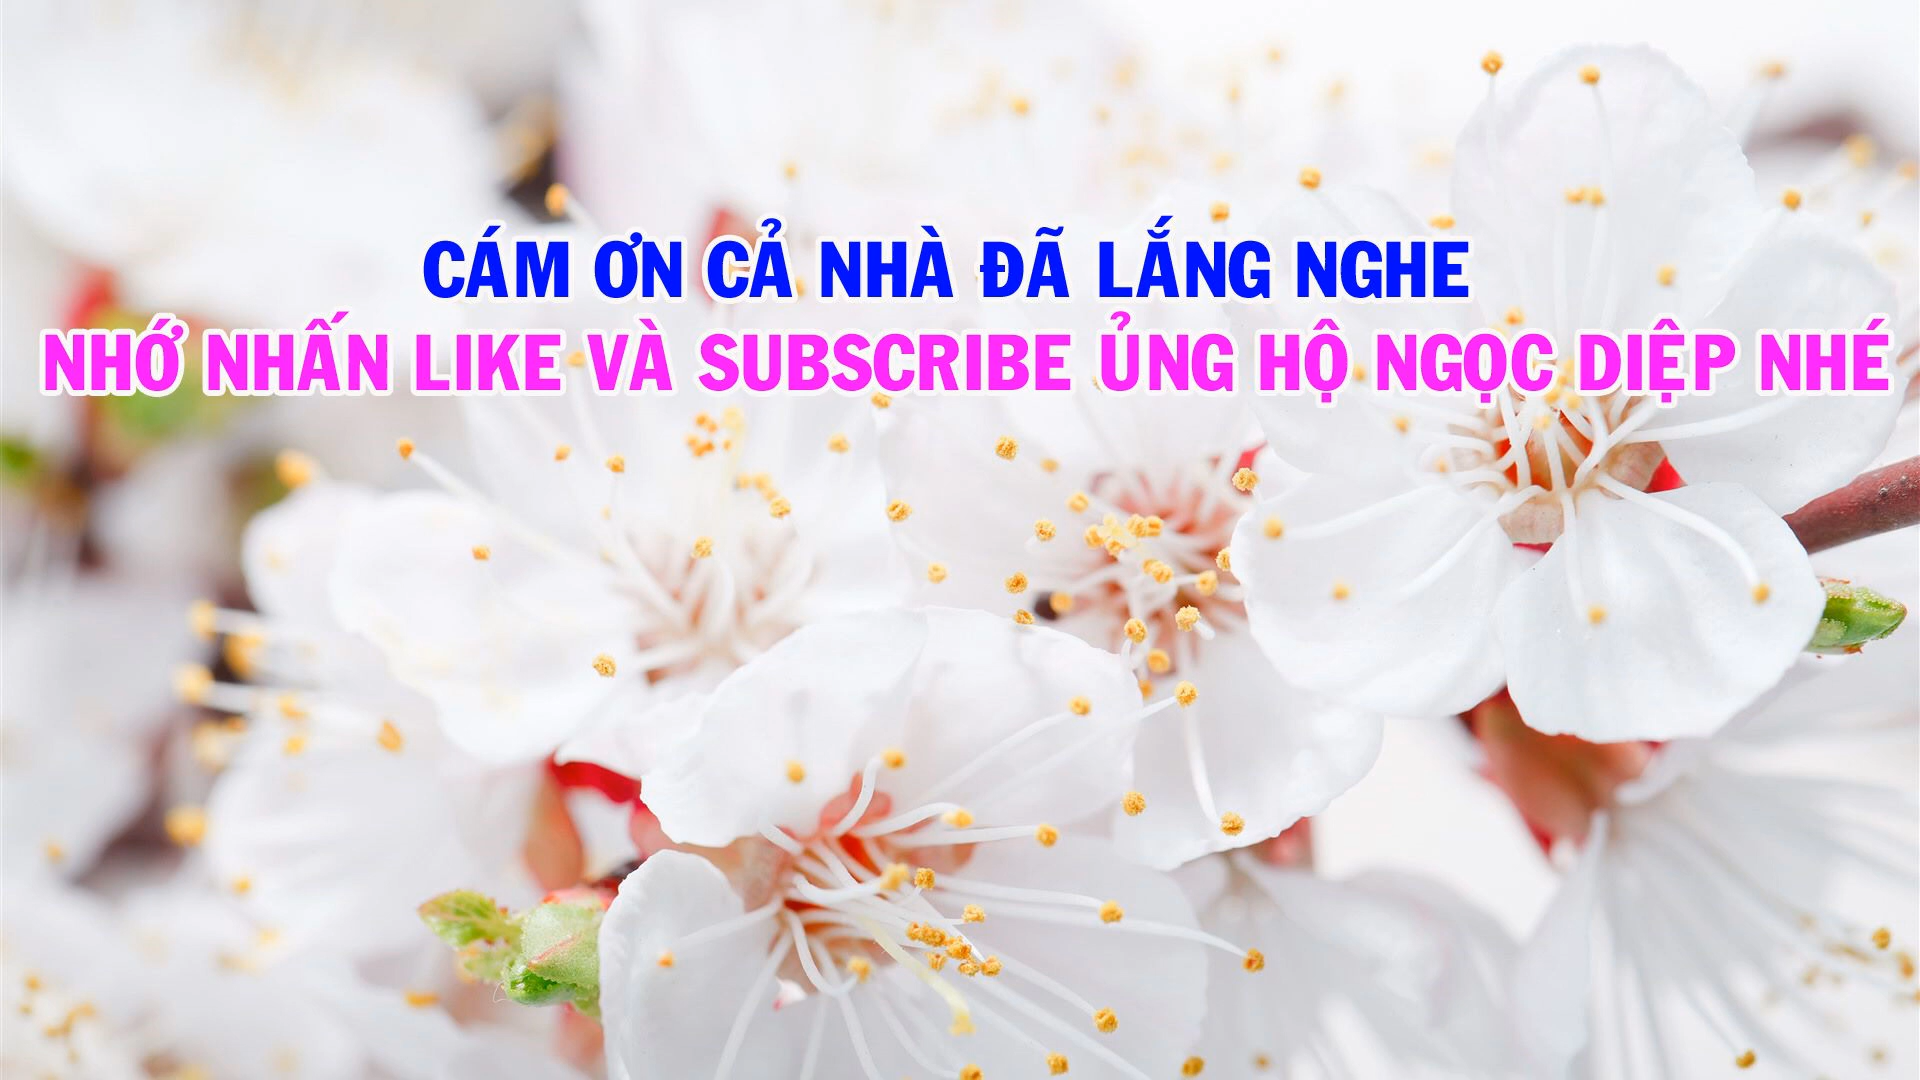 CÁM ƠN CẢ NHÀ ĐÃ LẮNG NGHE
NHỚ NHẤN LIKE VÀ SUBSCRIBE ỦNG HỘ NGỌC DIỆP NHÉ